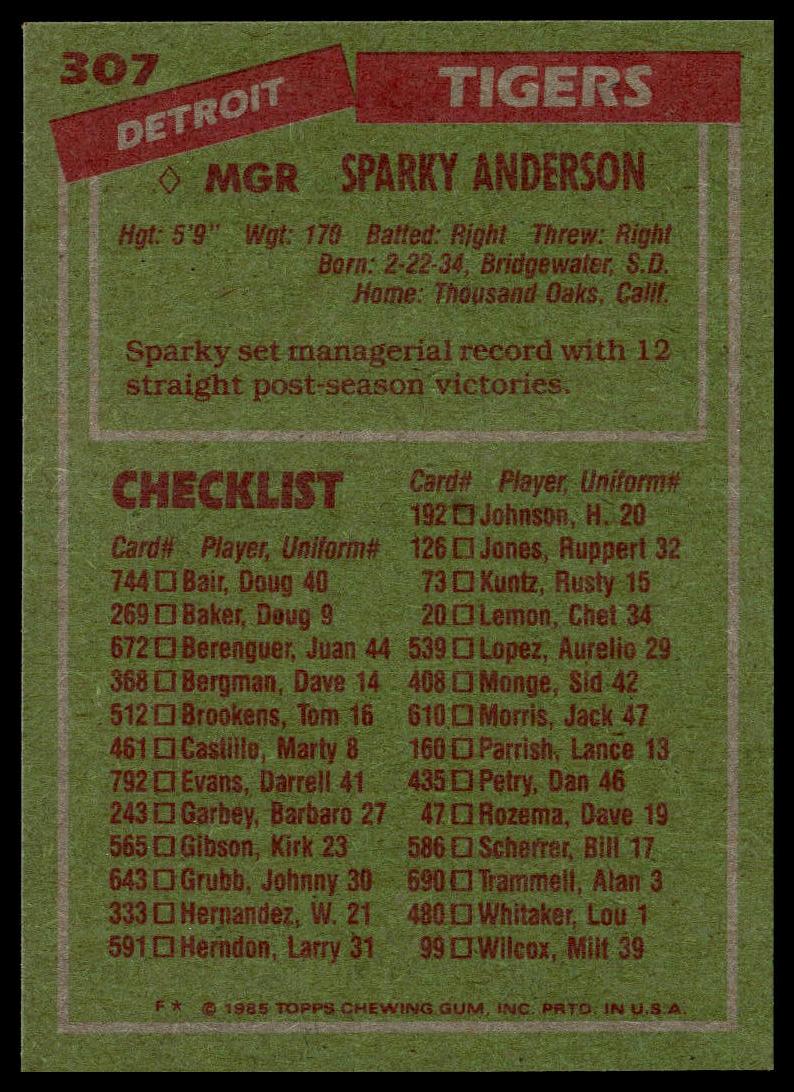 307
DETROIT
TIGERS
MGR SPARKY ANDERSON
Hgt: 5'9" Wgt: 170 Batted: Right Threw: Right
Born: 2-22-34, Bridgewater, S.D.
Home: Thousand Oaks, Calif.
Sparky set managerial record with 12
straight post-season victories.
CHECKLIST
Card# Player, Uniform#
744 □ Bair, Doug 40
269 □ Baker, Doug 9
672 □ Berenguer, Juan 44
368 □ Bergman, Dave 14
512 □ Brookens, Tom 16
461 □ Castillo, Marty 8
792 □ Evans, Darrell 41
243 □ Garbey, Barbaro 27
565 □ Gibson, Kirk 23
643 □ Grubb, Johnny 30
333 □ Hernandez, W. 21
591 □ Herndon, Larry 31
Card# Player, Uniform#
192 □ Johnson, H. 20
126 □ Jones, Ruppert 32
73 □ Kuntz, Rusty 15
20 □ Lemon, Chet 34
539 □ Lopez, Aurelio 29
408 □ Monge, Sid 42
610 □ Morris, Jack 47
160 □ Parrish, Lance 13
435 □ Petry, Dan 46
47 □ Rozema, Dave 19
586 □ Scherrer, Bill 17
690 □ Trammell, Alan 3
480 □ Whitaker, Lou 1
99 □ Wilcox, Milt 39
F* © 1985 TOPPS CHEWING GUM, INC. PRTD. IN U.S.A.